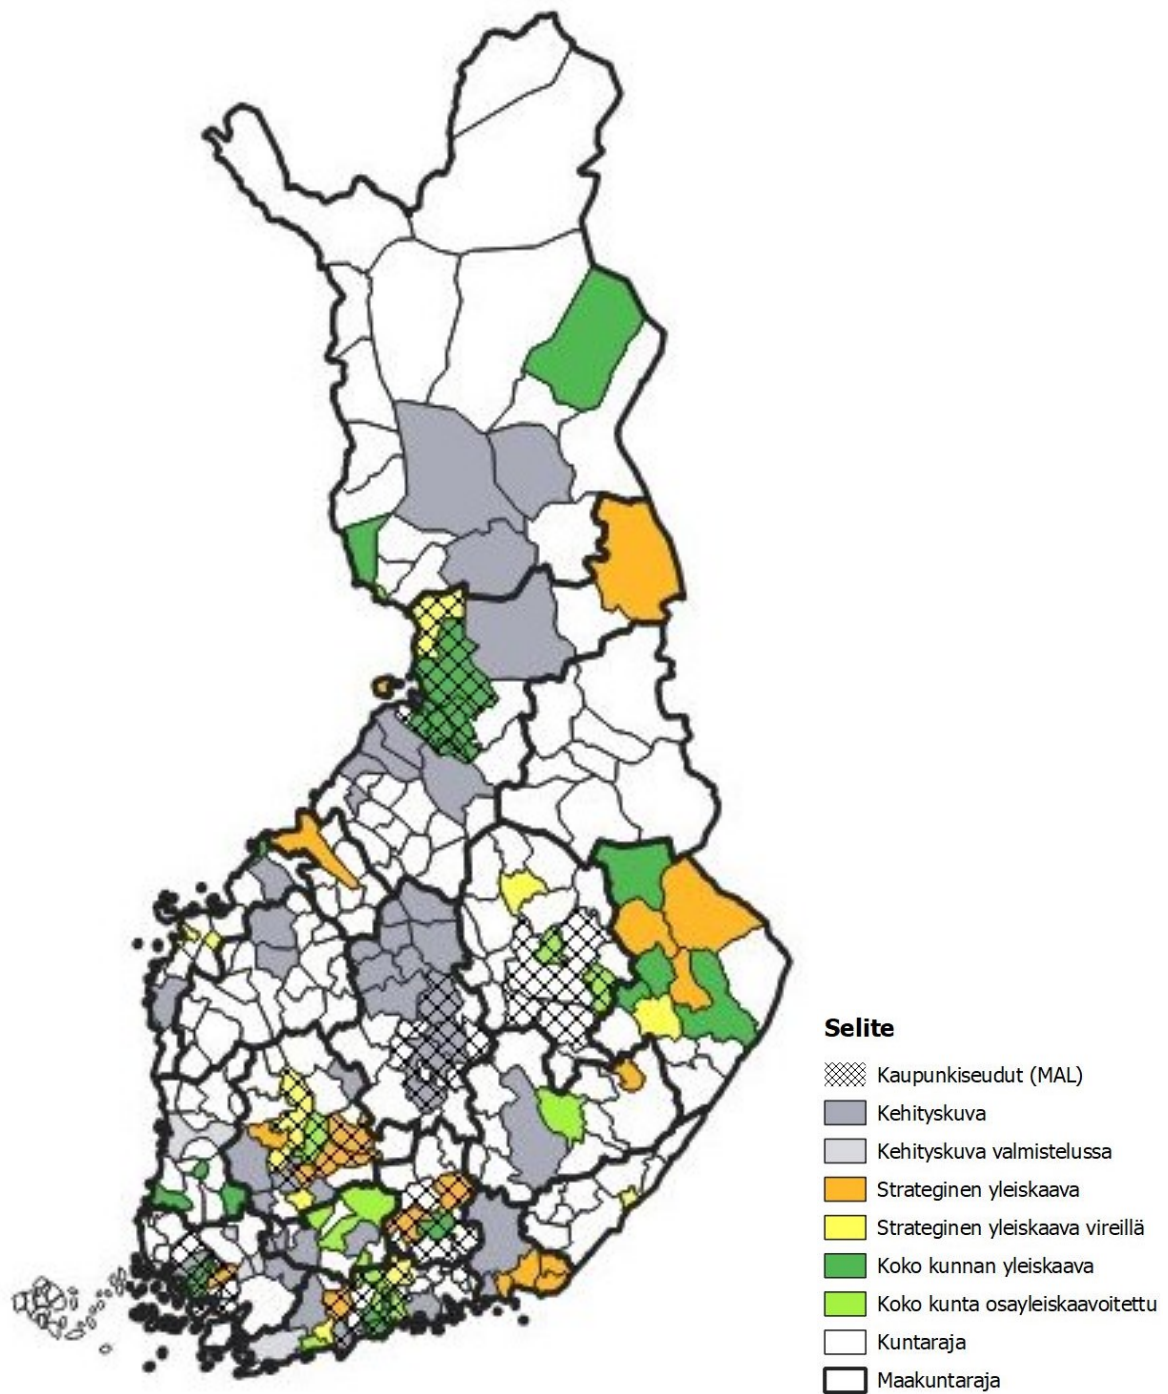 Selite
Kaupunkiseudut (MAL)
Kehityskuva
Kehityskuva valmistelussa
Strateginen yleiskaava
Strateginen yleiskaava vireillä
Koko kunnan yleiskaava
Koko kunta osayleiskaavoitettu
Kuntaraja
Maakuntaraja